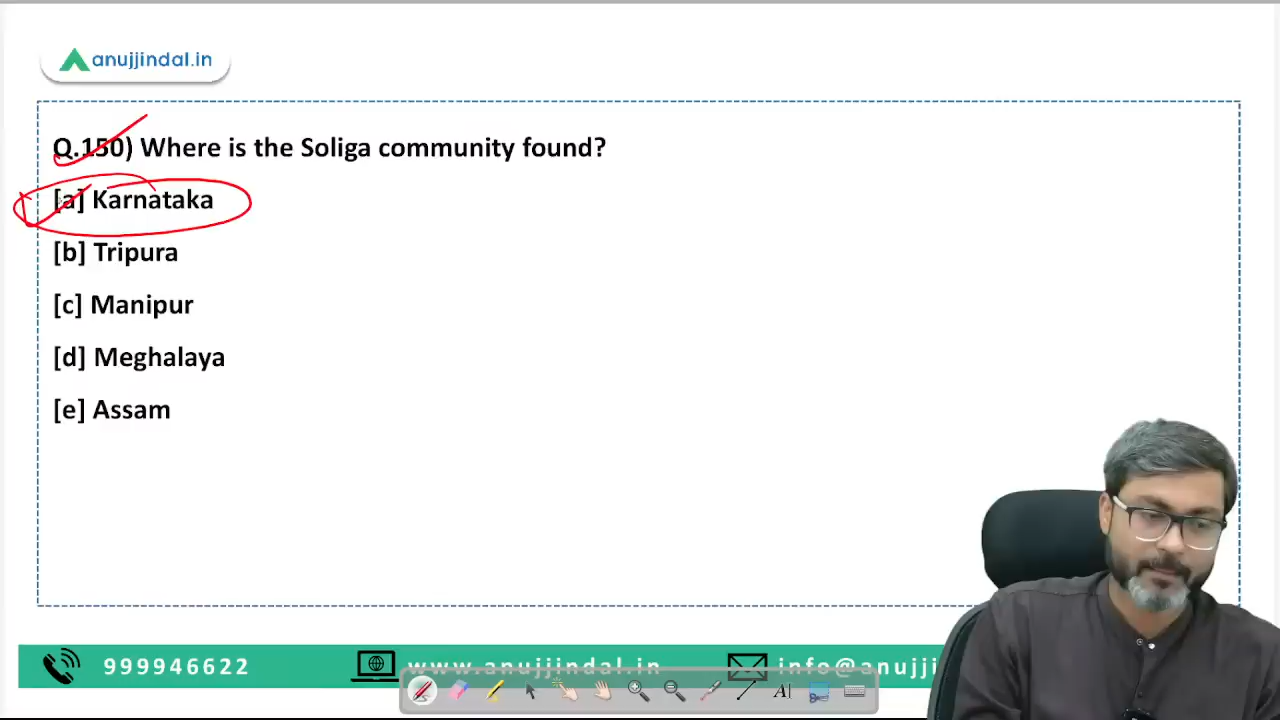 anujjindal.in
Q.150) Where is the Soliga community found?
[a] Karnataka
[b] Tripura
[c] Manipur
[d] Meghalaya
[e] Assam
999946622 www.anujjindal.in